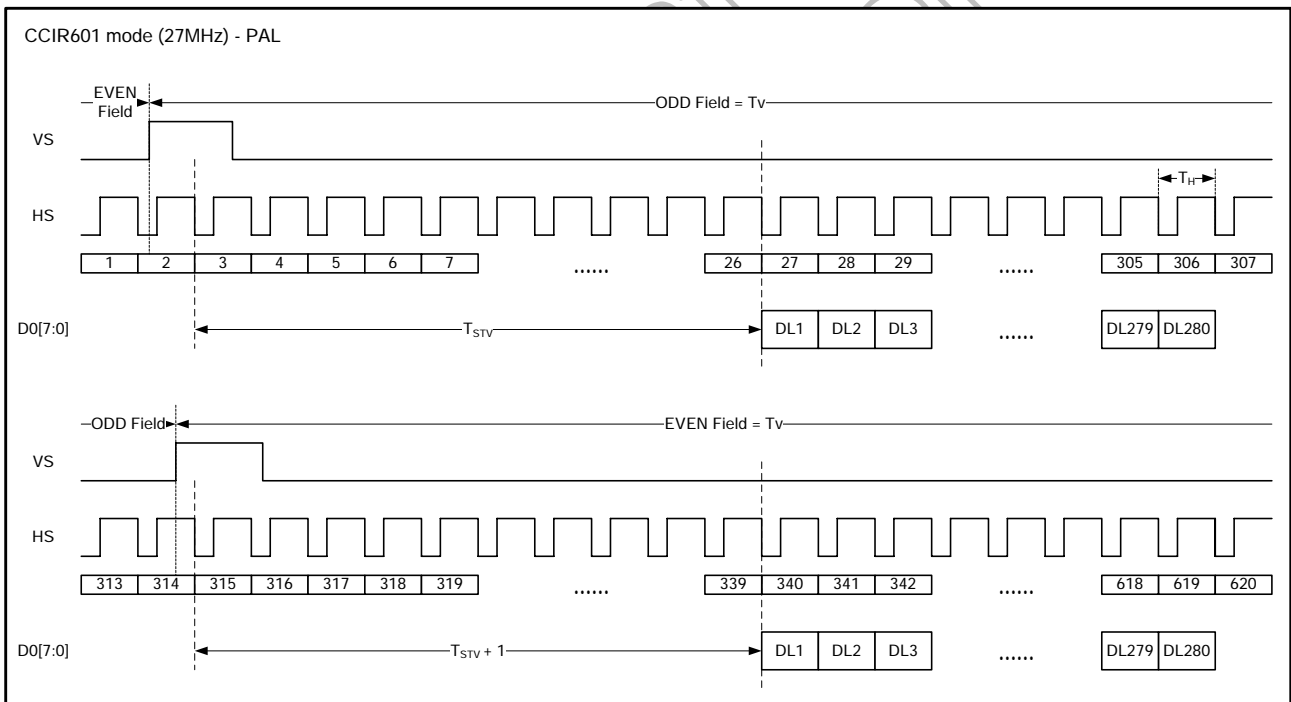 CCIR601 mode (27MHz) - PAL
EVEN Field
ODD Field = Tv
VS
TH
HS
1 2 3 4 5 6 7 ...... 26 27 28 29 ...... 305 306 307
D0[7:0] TSTV DL1 DL2 DL3 ...... DL279 DL280
ODD Field
EVEN Field = Tv
VS
HS
313 314 315 316 317 318 319 ...... 339 340 341 342 ...... 618 619 620
D0[7:0] TSTV + 1 DL1 DL2 DL3 ...... DL279 DL280